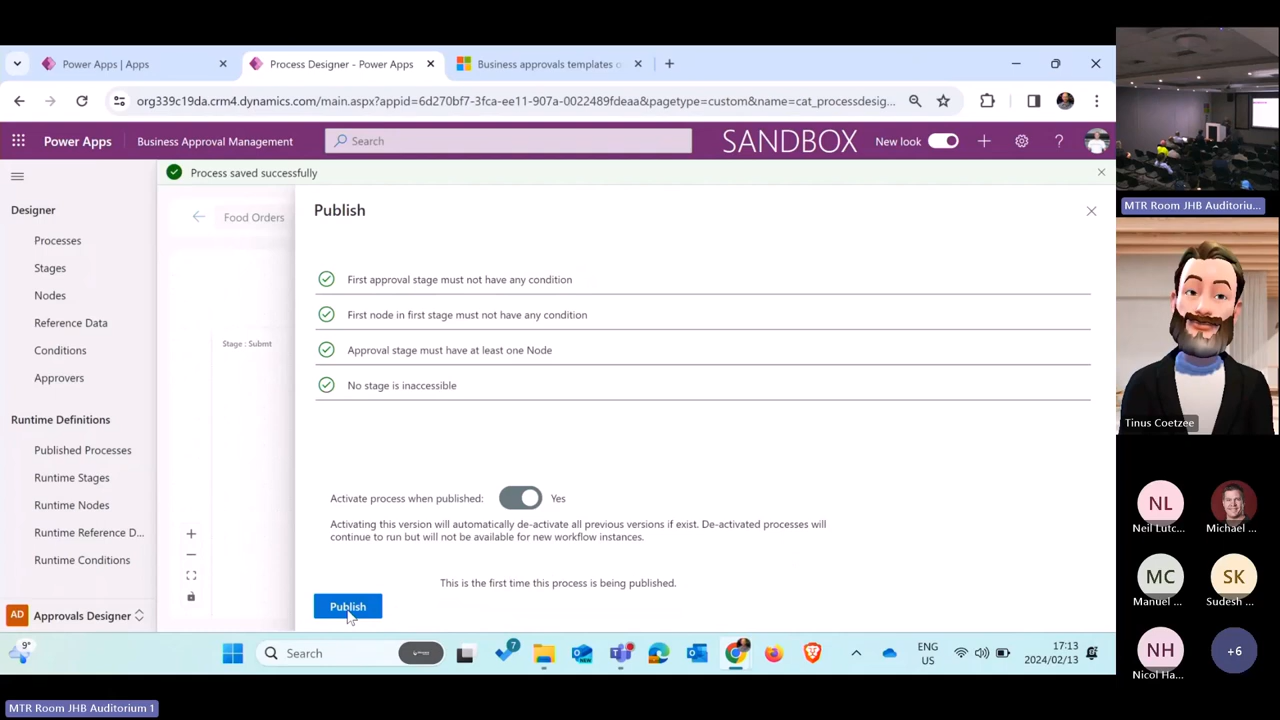 Power Apps | Apps
Process Designer - Power Apps
Business approvals templates o
org339c19da.crm4.dynamics.com/main.aspx?appid=6d270bf7-3fca-ee11-907a-0022489fdeaa&pagetype=custom&name=cat_processdesig...
Power Apps
Business Approval Management
Search
SANDBOX
New look
Process saved successfully
Designer
Processes
Stages
Nodes
Reference Data
Conditions
Approvers
Runtime Definitions
Published Processes
Runtime Stages
Runtime Nodes
Runtime Reference D...
Runtime Conditions
AD
Approvals Designer
Food Orders
Stage : Submt
Publish
First approval stage must not have any condition
First node in first stage must not have any condition
Approval stage must have at least one Node
No stage is inaccessible
Activate process when published:
Yes
Activating this version will automatically de-activate all previous versions if exist. De-activated processes will
continue to run but will not be available for new workflow instances.
This is the first time this process is being published.
Publish
9°
Search
7
ENG
US
17:13
2024/02/13
MTR Room JHB Auditoriu...
Tinus Coetzee
NL
Neil Lutc...
Michael ...
MC
Manuel ...
SK
Sudesh ...
NH
Nicol Ha...
+6
MTR Room JHB Auditorium 1